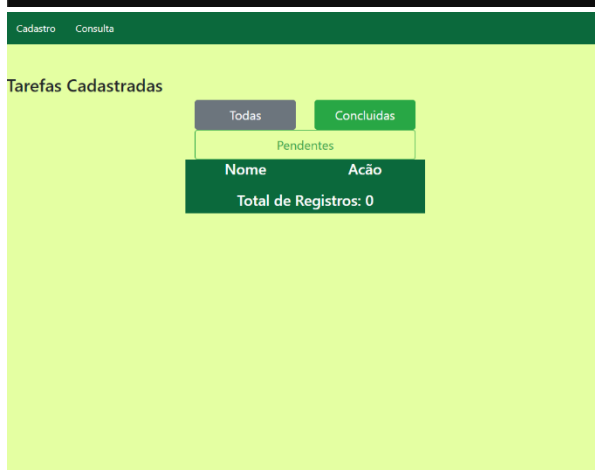 Cadastro Consulta
Tarefas Cadastradas
Todas Concluidas
Pendentes
Nome Acão
Total de Registros: 0